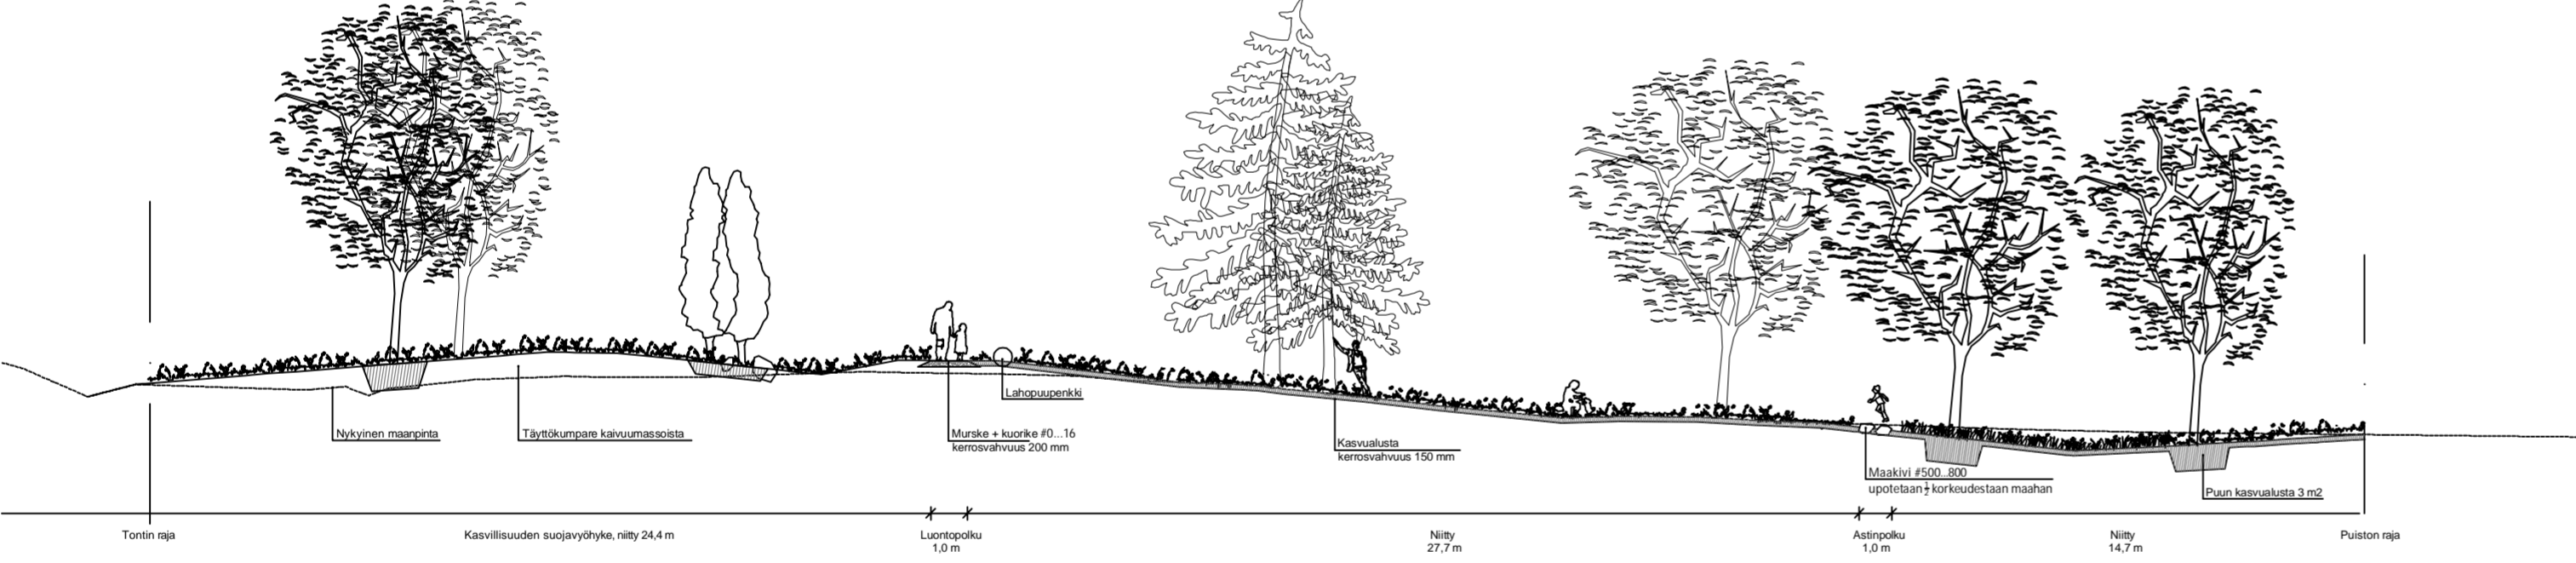 Nykyinen maanpinta
Täyttökumpare kaivuumassoista
Lahopuupenkki
Murske + kuorike #0...16
kerrosvahvuus 200 mm
Kasvualusta
kerrosvahvuus 150 mm
Maakivi #500...800
upotetaan ½ korkeudestaan maahan
Puun kasvualusta 3 m2
Tontin raja
Kasvillisuuden suojavyöhyke, niitty 24,4 m
Luontopolku
1,0 m
Niitty
27,7 m
Astinpolku
1,0 m
Niitty
14,7 m
Puiston raja